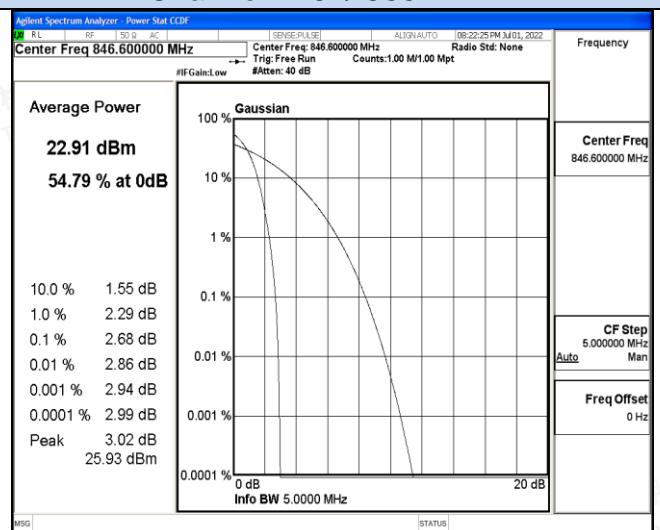 Agilent Spectrum Analyzer - Power Stat CCDF
RL RF 50 Ω AC SENSE:PULSE ALIGNAUTO 08:22:25 PM Jul 01, 2022
Center Freq 846.600000 MHz
Center Freq: 846.600000 MHz Radio Std: None
Trig: Free Run Counts:1.00 M/1.00 Mpt
#IFGain:Low #Atten: 40 dB
Frequency
Average Power
22.91 dBm
54.79 % at 0dB
10.0 % 1.55 dB
1.0 % 2.29 dB
0.1 % 2.68 dB
0.01 % 2.86 dB
0.001 % 2.94 dB
0.0001 % 2.99 dB
Peak 3.02 dB
25.93 dBm
Gaussian
100 %
10 %
1 %
0.1 %
0.01 %
0.001 %
0.0001 %
0 dB 20 dB
Info BW 5.0000 MHz
Center Freq
846.600000 MHz
CF Step
5.000000 MHz
Auto Man
Freq Offset
0 Hz
MSG STATUS